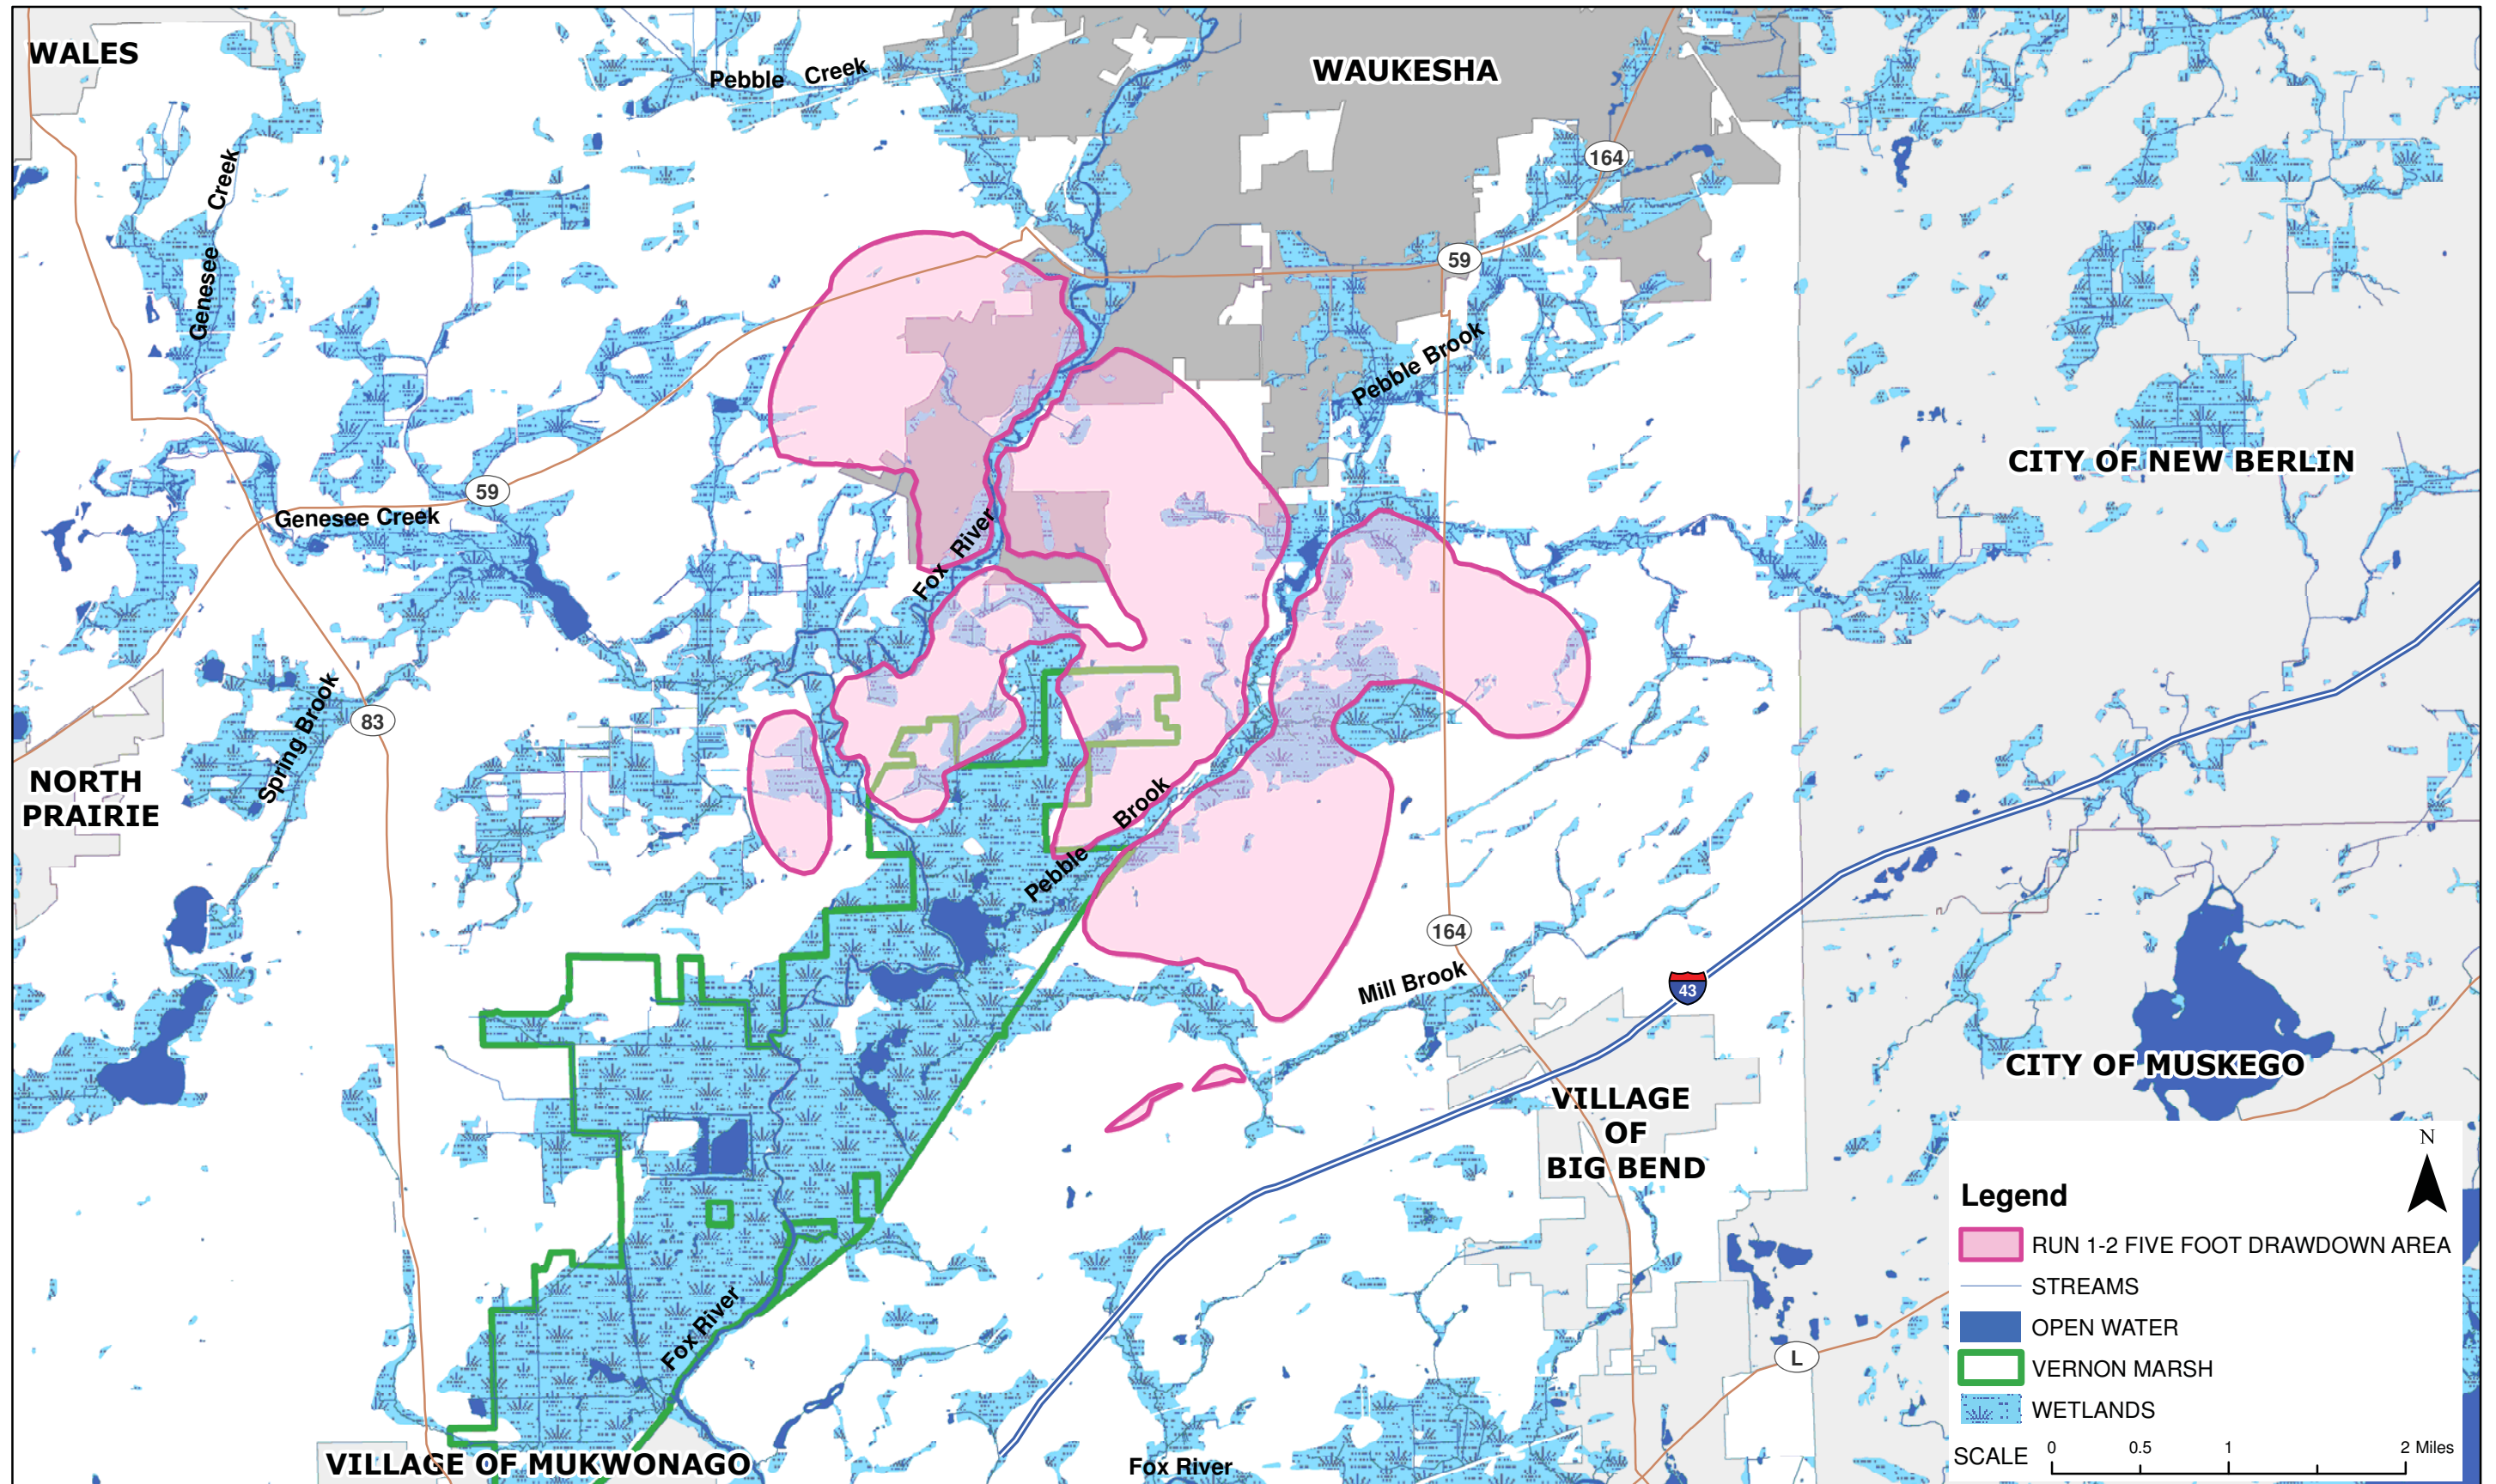 WALES
Pebble Creek
WAUKESHA
164
Genesee Creek
59
Pebble Brook
CITY OF NEW BERLIN
59
Genesee Creek
Fox River
Spring Brook
83
NORTH
PRAIRIE
Pebble Brook
164
Mill Brook
43
CITY OF MUSKEGO
VILLAGE
OF
BIG BEND
L
Fox River
VILLAGE OF MUKWONAGO
Fox River
N
Legend
RUN 1-2 FIVE FOOT DRAWDOWN AREA
STREAMS
OPEN WATER
VERNON MARSH
WETLANDS
SCALE
0 0.5 1 2 Miles